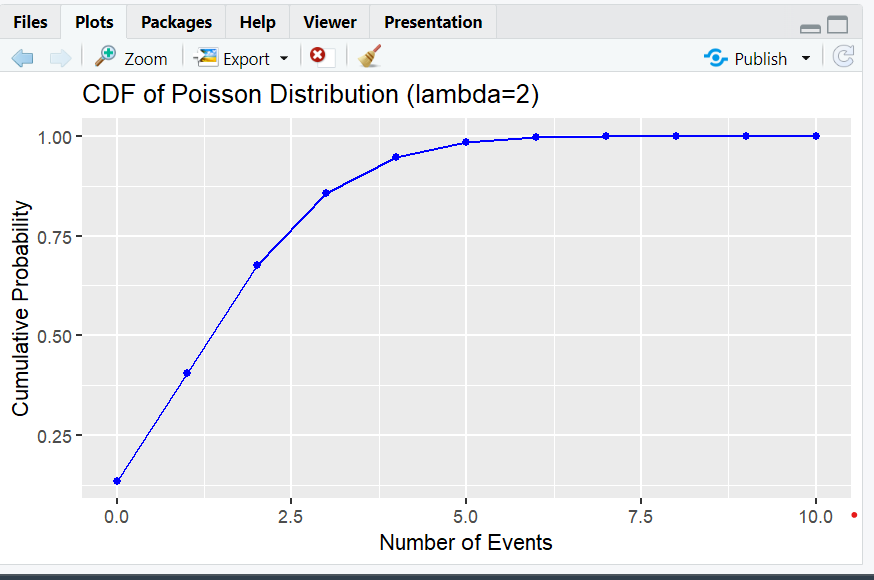 Files Plots Packages Help Viewer Presentation
Zoom Export Publish
CDF of Poisson Distribution (lambda=2)
1.00
0.75
0.50
0.25
Cumulative Probability
0.0 2.5 5.0 7.5 10.0
Number of Events